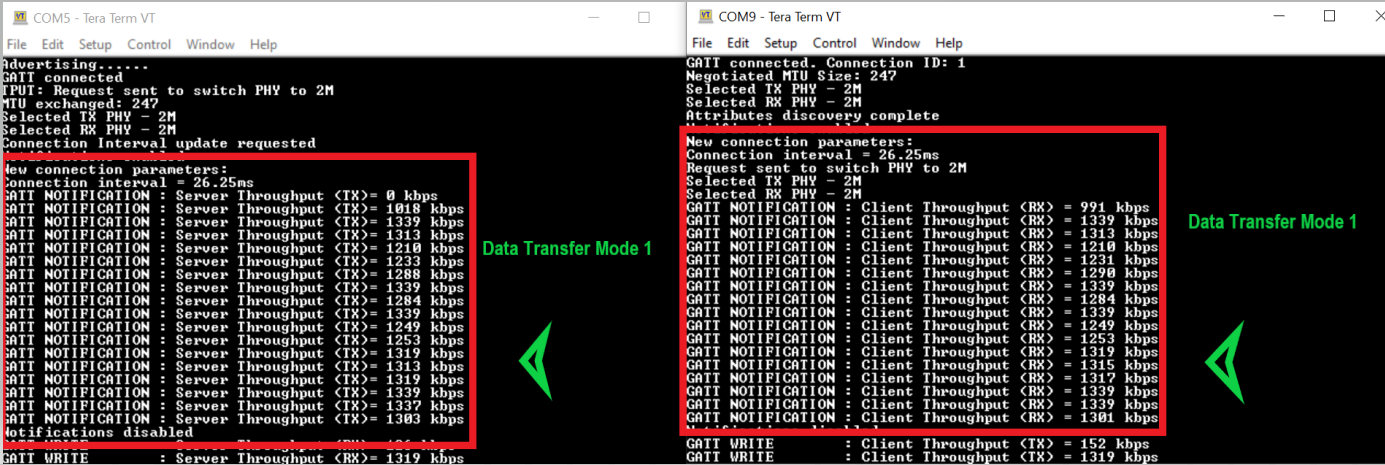 COM5 - Tera Term VT
File Edit Setup Control Window Help
Advertising......
GATT connected
TPUT: Request sent to switch PHY to 2M
MTU exchanged: 247
Selected TX PHY - 2M
Selected RX PHY - 2M
Connection Interval update requested
New connection parameters:
Connection interval = 26.25ms
GATT NOTIFICATION : Server Throughput (TX)= 0 kbps
GATT NOTIFICATION : Server Throughput (TX)= 1018 kbps
GATT NOTIFICATION : Server Throughput (TX)= 1339 kbps
GATT NOTIFICATION : Server Throughput (TX)= 1313 kbps
GATT NOTIFICATION : Server Throughput (TX)= 1210 kbps
GATT NOTIFICATION : Server Throughput (TX)= 1233 kbps
GATT NOTIFICATION : Server Throughput (TX)= 1288 kbps
GATT NOTIFICATION : Server Throughput (TX)= 1339 kbps
GATT NOTIFICATION : Server Throughput (TX)= 1284 kbps
GATT NOTIFICATION : Server Throughput (TX)= 1339 kbps
GATT NOTIFICATION : Server Throughput (TX)= 1249 kbps
GATT NOTIFICATION : Server Throughput (TX)= 1253 kbps
GATT NOTIFICATION : Server Throughput (TX)= 1319 kbps
GATT NOTIFICATION : Server Throughput (TX)= 1313 kbps
GATT NOTIFICATION : Server Throughput (TX)= 1319 kbps
GATT NOTIFICATION : Server Throughput (TX)= 1339 kbps
GATT NOTIFICATION : Server Throughput (TX)= 1337 kbps
GATT NOTIFICATION : Server Throughput (TX)= 1303 kbps
Notifications disabled
GATT WRITE : Server Throughput (RX)= 1319 kbps
Data Transfer Mode 1
COM9 - Tera Term VT
File Edit Setup Control Window Help
GATT connected. Connection ID: 1
Negotiated MTU Size: 247
Selected TX PHY - 2M
Selected RX PHY - 2M
Attributes discovery complete
New connection parameters:
Connection interval = 26.25ms
Request sent to switch PHY to 2M
Selected TX PHY - 2M
Selected RX PHY - 2M
GATT NOTIFICATION : Client Throughput (RX) = 991 kbps
GATT NOTIFICATION : Client Throughput (RX) = 1339 kbps
GATT NOTIFICATION : Client Throughput (RX) = 1313 kbps
GATT NOTIFICATION : Client Throughput (RX) = 1210 kbps
GATT NOTIFICATION : Client Throughput (RX) = 1231 kbps
GATT NOTIFICATION : Client Throughput (RX) = 1290 kbps
GATT NOTIFICATION : Client Throughput (RX) = 1339 kbps
GATT NOTIFICATION : Client Throughput (RX) = 1284 kbps
GATT NOTIFICATION : Client Throughput (RX) = 1339 kbps
GATT NOTIFICATION : Client Throughput (RX) = 1249 kbps
GATT NOTIFICATION : Client Throughput (RX) = 1253 kbps
GATT NOTIFICATION : Client Throughput (RX) = 1319 kbps
GATT NOTIFICATION : Client Throughput (RX) = 1315 kbps
GATT NOTIFICATION : Client Throughput (RX) = 1317 kbps
GATT NOTIFICATION : Client Throughput (RX) = 1339 kbps
GATT NOTIFICATION : Client Throughput (RX) = 1339 kbps
GATT NOTIFICATION : Client Throughput (RX) = 1301 kbps
GATT WRITE : Client Throughput (TX) = 152 kbps
GATT WRITE : Client Throughput (TX) = 1319 kbps
Data Transfer Mode 1